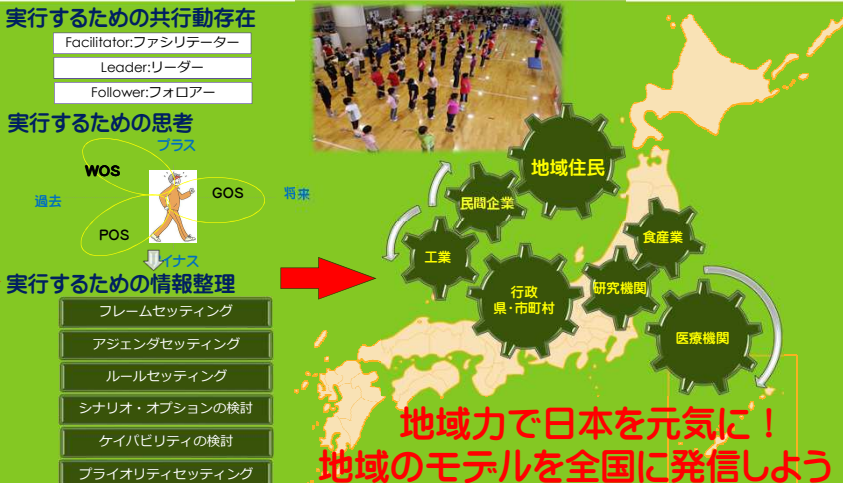 実行するための共行動存在
Facilitator:ファシリテーター
Leader:リーダー
Follower:フォロアー
実行するための思考
プラス
WOS
過去
GOS
将来
POS
イナス
実行するための情報整理
フレームセッティング
アジェンダセッティング
ルールセッティング
シナリオ・オプションの検討
ケイパビリティの検討
プライオリティセッティング
地域住民
民間企業
工業
食産業
行政
県・市町村
研究機関
医療機関
地域力で日本を元気に！
地域のモデルを全国に発信しよう